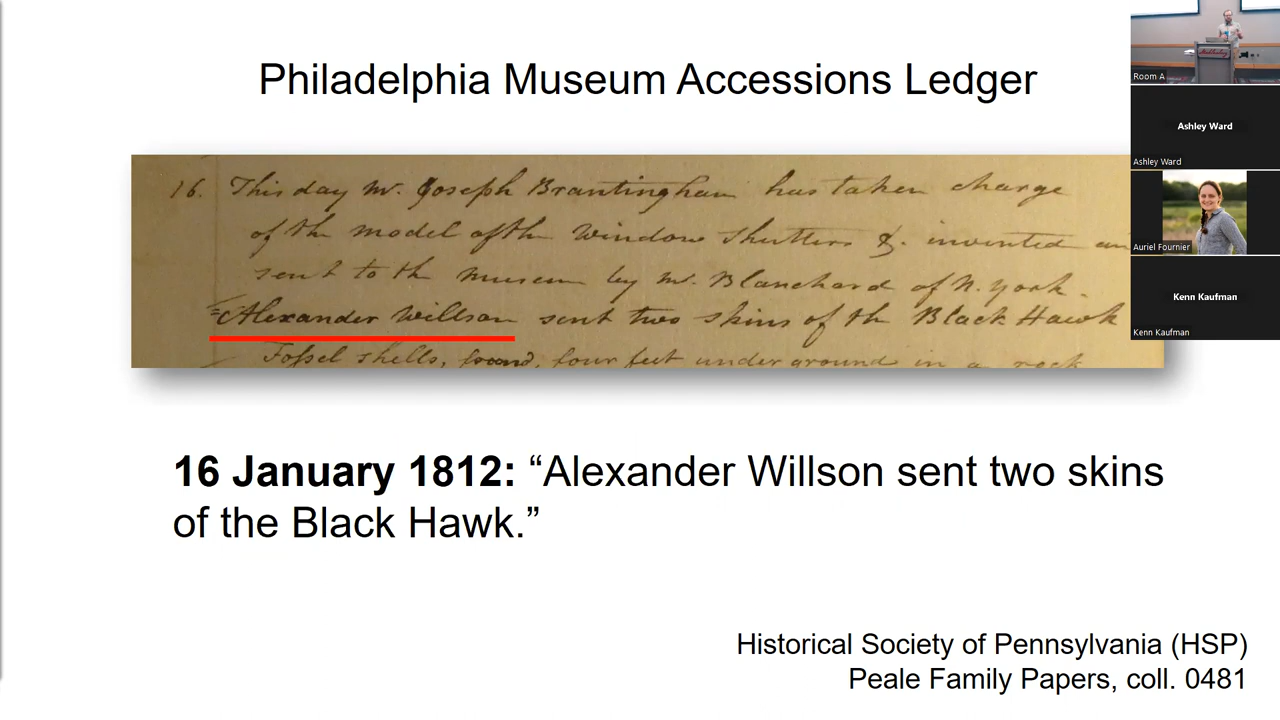 Philadelphia Museum Accessions Ledger
16. This day Mr. Joseph Brantingham has taken charge
of the model of the Window Shutters &. invented an
sent to the museum by Mr. Blanchard of N. York.
Alexander Willson sent two skins of the Black Hawk
Fossel shells, found, four feet under ground in a rock
16 January 1812: “Alexander Willson sent two skins
of the Black Hawk.”
Historical Society of Pennsylvania (HSP)
Peale Family Papers, coll. 0481
Room A
Ashley Ward
Ashley Ward
Auriel Fournier
Kenn Kaufman
Kenn Kaufman